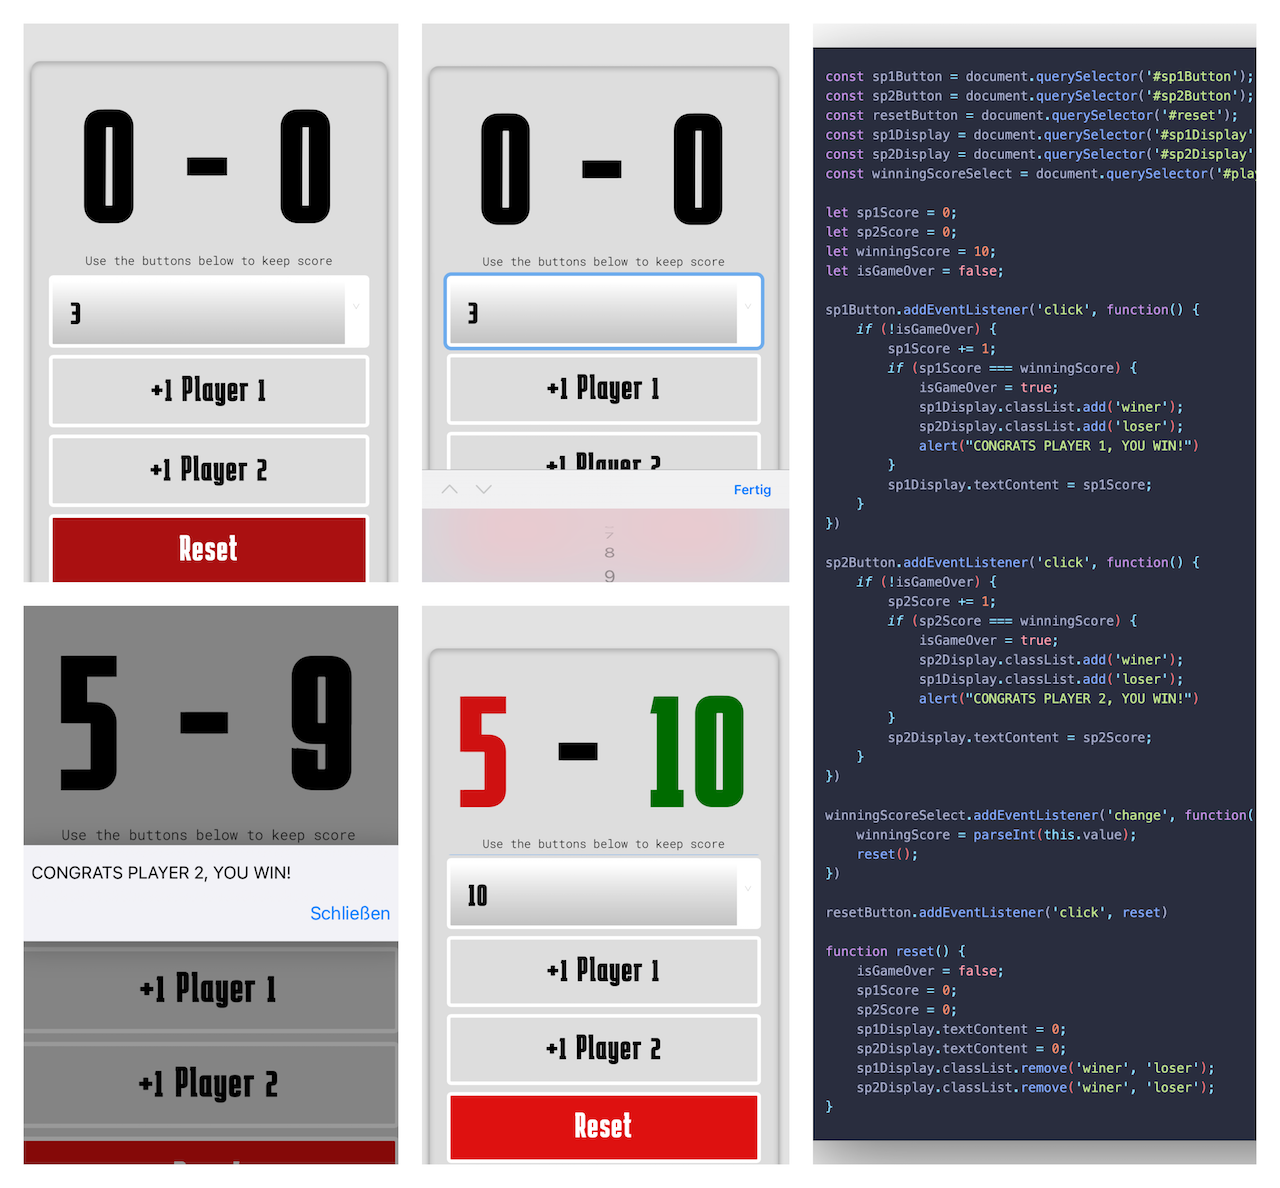 0 - 0
Use the buttons below to keep score
3
+1 Player 1
+1 Player 2
Reset
0 - 0
Use the buttons below to keep score
3
+1 Player 1
+1 Player 2
Fertig
7
8
9
5 - 9
Use the buttons below to keep score
CONGRATS PLAYER 2, YOU WIN!
Schließen
+1 Player 1
+1 Player 2
5 - 10
Use the buttons below to keep score
10
+1 Player 1
+1 Player 2
Reset
const sp1Button = document.querySelector('#sp1Button');
const sp2Button = document.querySelector('#sp2Button');
const resetButton = document.querySelector('#reset');
const sp1Display = document.querySelector('#sp1Display'
const sp2Display = document.querySelector('#sp2Display'
const winningScoreSelect = document.querySelector('#play
let sp1Score = 0;
let sp2Score = 0;
let winningScore = 10;
let isGameOver = false;
sp1Button.addEventListener('click', function() {
if (!isGameOver) {
sp1Score += 1;
if (sp1Score === winningScore) {
isGameOver = true;
sp1Display.classList.add('winer');
sp2Display.classList.add('loser');
alert("CONGRATS PLAYER 1, YOU WIN!")
}
sp1Display.textContent = sp1Score;
}
})
sp2Button.addEventListener('click', function() {
if (!isGameOver) {
sp2Score += 1;
if (sp2Score === winningScore) {
isGameOver = true;
sp2Display.classList.add('winer');
sp1Display.classList.add('loser');
alert("CONGRATS PLAYER 2, YOU WIN!")
}
sp2Display.textContent = sp2Score;
}
})
winningScoreSelect.addEventListener('change', function(
winningScore = parseInt(this.value);
reset();
})
resetButton.addEventListener('click', reset)
function reset() {
isGameOver = false;
sp1Score = 0;
sp2Score = 0;
sp1Display.textContent = 0;
sp2Display.textContent = 0;
sp1Display.classList.remove('winer', 'loser');
sp2Display.classList.remove('winer', 'loser');
}